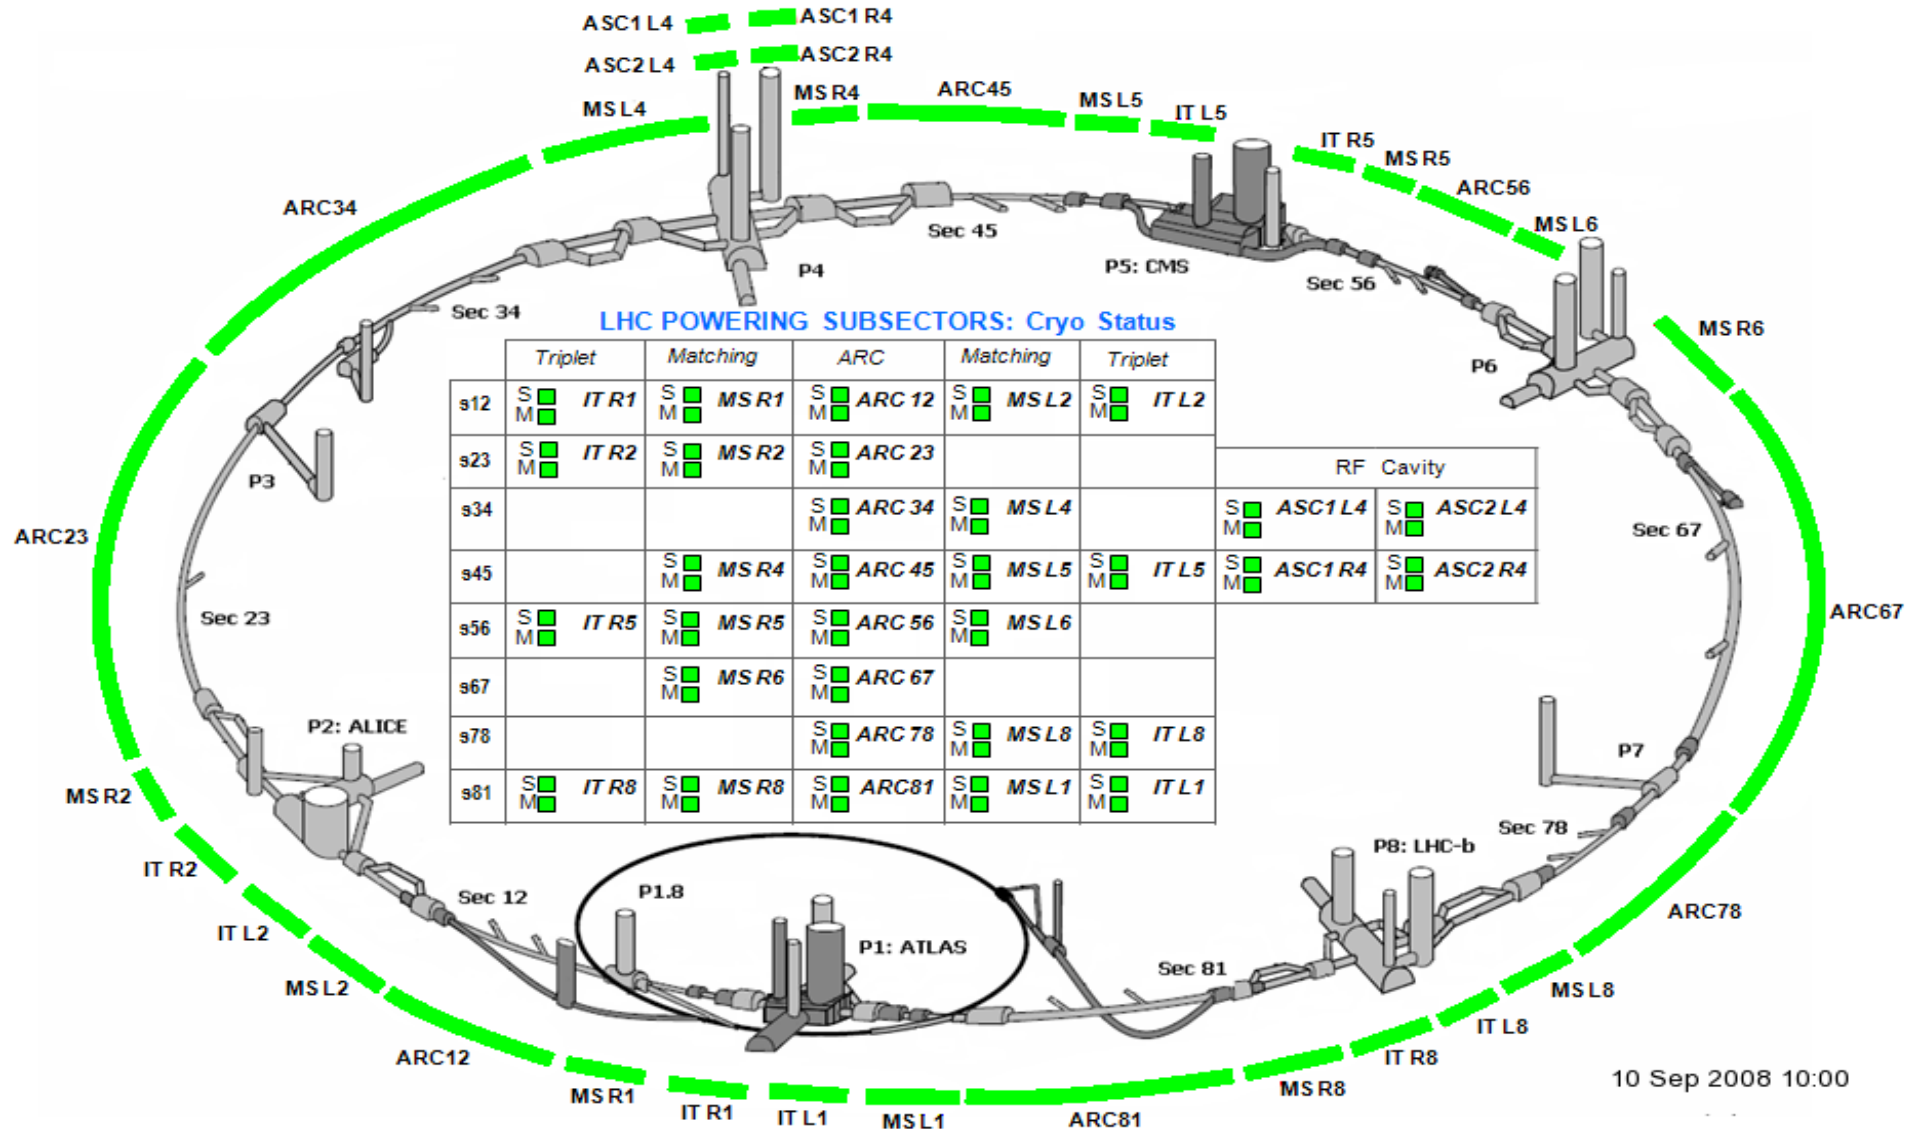 ASC1 L4
ASC1 R4
ASC2 L4
ASC2 R4
MS L4
MS R4
ARC45
MS L5
IT L5
IT R5
MS R5
ARC56
MS L6
ARC34
Sec 45
P4
P5: CMS
Sec 56
Sec 34
MS R6
P6
LHC POWERING SUBSECTORS: Cryo Status
Triplet Matching ARC Matching Triplet
s12 S M IT R1 S M MS R1 S M ARC 12 S M MS L2 S M IT L2
s23 S M IT R2 S M MS R2 S M ARC 23
RF Cavity
s34 S M ARC 34 S M MS L4 S M ASC1 L4 S M ASC2 L4
s45 S M MS R4 S M ARC 45 S M MS L5 S M IT L5 S M ASC1 R4 S M ASC2 R4
s56 S M IT R5 S M MS R5 S M ARC 56 S M MS L6
s67 S M MS R6 S M ARC 67
s78 S M ARC 78 S M MS L8 S M IT L8
s81 S M IT R8 S M MS R8 S M ARC81 S M MS L1 S M IT L1
P3
ARC23
Sec 67
Sec 23
ARC67
P2: ALICE
P7
MS R2
Sec 78
P8: LHC-b
IT R2
Sec 12
P1.8
ARC78
IT L2
P1: ATLAS
Sec 81
MS L2
MS L8
IT L8
ARC12
IT R8
MS R1
MS R8
10 Sep 2008 10:00
IT R1
IT L1
MS L1
ARC81